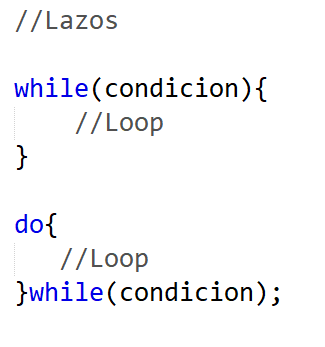 //Lazos
while(condicion){
//Loop
}
do{
//Loop
}while(condicion);